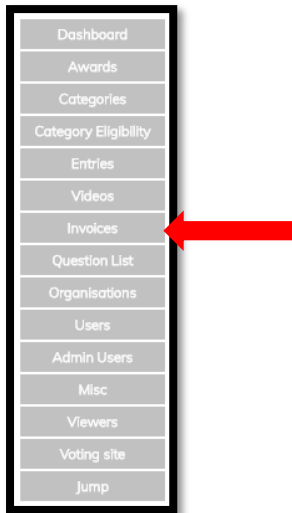 Dashboard
Awards
Categories
Category Eligibility
Entries
Videos
Invoices
Question List
Organisations
Users
Admin Users
Misc
Viewers
Voting site
Jump